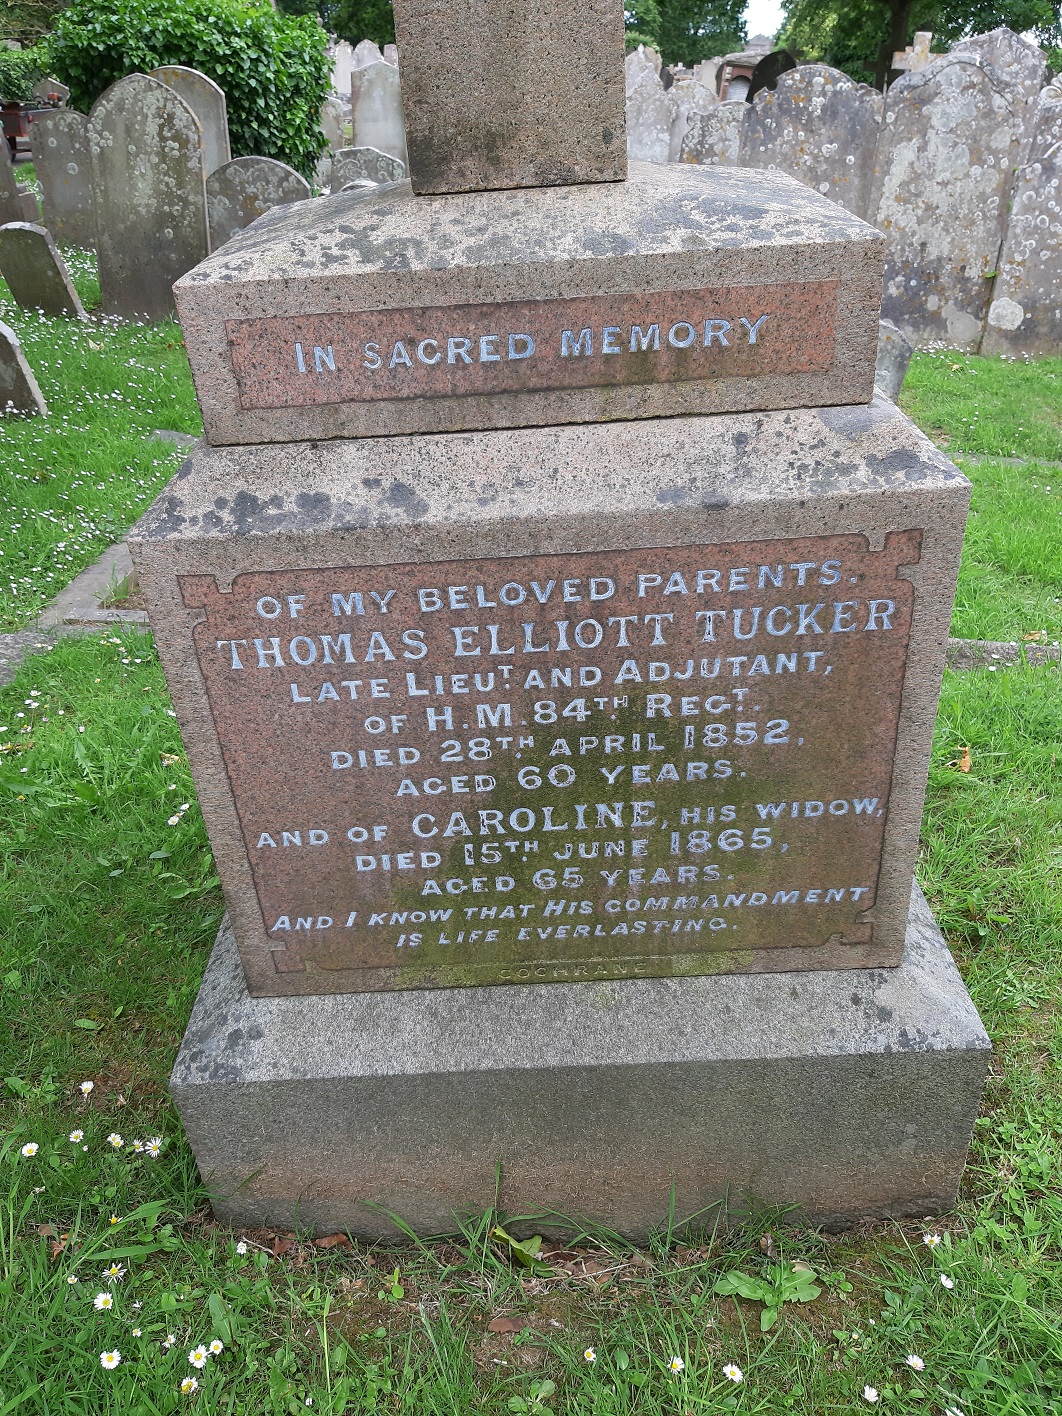 IN SACRED MEMORY
OF MY BELOVED PARENTS.
THOMAS ELLIOTT TUCKER
LATE LIEUT. AND ADJUTANT,
OF H.M. 84TH REGT.
DIED 28TH APRIL 1852,
AGED 60 YEARS.
AND OF CAROLINE, HIS WIDOW,
DIED 15TH JUNE 1865,
AGED 65 YEARS.
AND I KNOW THAT HIS COMMANDMENT
IS LIFE EVERLASTING.
COCHRANE